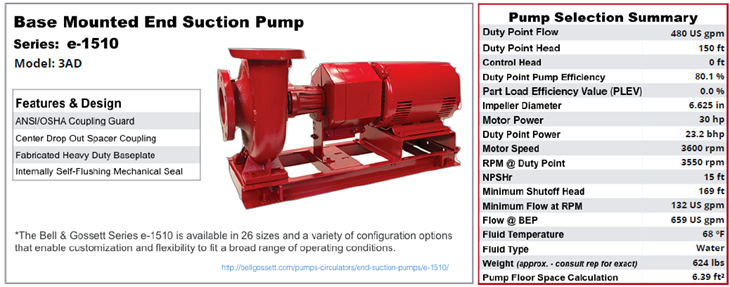 Base Mounted End Suction Pump
Series: e-1510
Model: 3AD
Features & Design
ANSI/OSHA Coupling Guard
Center Drop Out Spacer Coupling
Fabricated Heavy Duty Baseplate
Internally Self-Flushing Mechanical Seal
*The Bell & Gossett Series e-1510 is available in 26 sizes and a variety of configuration options
that enable customization and flexibility to fit a broad range of operating conditions.
http://bellgossett.com/pumps-circulators/end-suction-pumps/e-1510/
Pump Selection Summary
Duty Point Flow 480 US gpm
Duty Point Head 150 ft
Control Head 0 ft
Duty Point Pump Efficiency 80.1 %
Part Load Efficiency Value (PLEV) 0.0 %
Impeller Diameter 6.625 in
Motor Power 30 hp
Duty Point Power 23.2 bhp
Motor Speed 3600 rpm
RPM @ Duty Point 3550 rpm
NPSHr 15 ft
Minimum Shutoff Head 169 ft
Minimum Flow at RPM 132 US gpm
Flow @ BEP 659 US gpm
Fluid Temperature 68 °F
Fluid Type Water
Weight (approx. - consult rep for exact) 624 lbs
Pump Floor Space Calculation 6.39 ft²